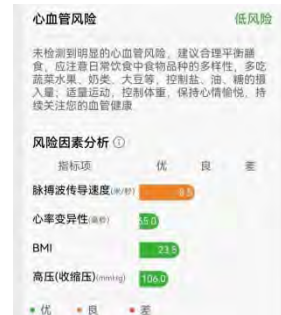 心血管风险 低风险
未检测到明显的心血管风险，建议合理平衡膳
食，应注意日常饮食中食物品种的多样性，多吃
蔬菜水果、奶类、大豆等，控制盐、油、糖的摄
入量；适量运动，控制体重，保持心情愉悦，持
续关注您的血管健康
风险因素分析
指标项 优 良 差
脉搏波传导速度(米/秒) 8.5
心率变异性(毫秒) 55.0
BMI 23.5
高压(收缩压)(mmHg) 106.0
优 良 差